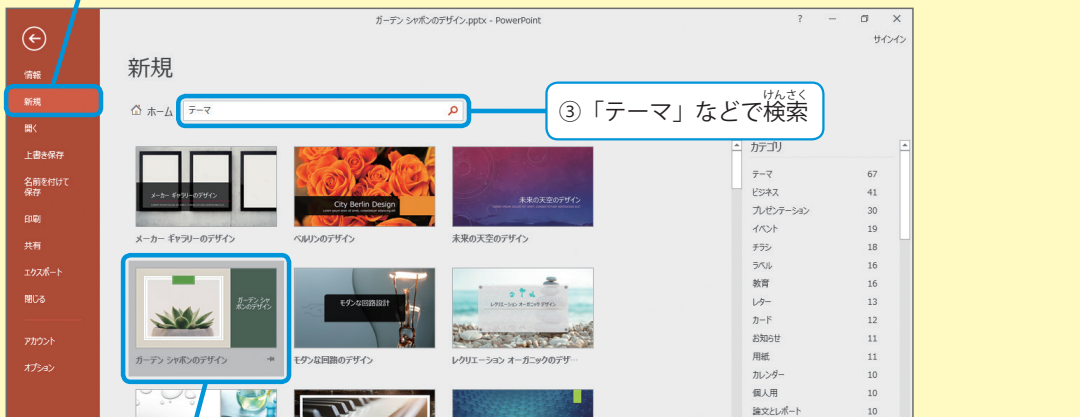 ガーデン シャボンのデザイン.pptx - PowerPoint
?
サインイン
情報
新規
開く
上書き保存
名前を付けて
保存
印刷
共有
エクスポート
閉じる
アカウント
オプション
新規
ホーム
テーマ
けんさく
③「テーマ」などで検索
メーカー ギャラリーのデザイン
City Berlin Design
未来の天空のデザイン
メーカー ギャラリーのデザイン
ベルリンのデザイン
未来の天空のデザイン
ガーデン シャ
ボンのデザイン
モダンな回路設計
レクリエーション オーガニックデザイン
ガーデン シャボンのデザイン
モダンな回路のデザイン
レクリエーション オーガニックのデザ…
カテゴリ
テーマ 67
ビジネス 41
プレゼンテーション 30
イベント 19
チラシ 18
ラベル 16
教育 16
レター 13
カード 12
お知らせ 11
用紙 11
カレンダー 10
個人用 10
論文とレポート 10